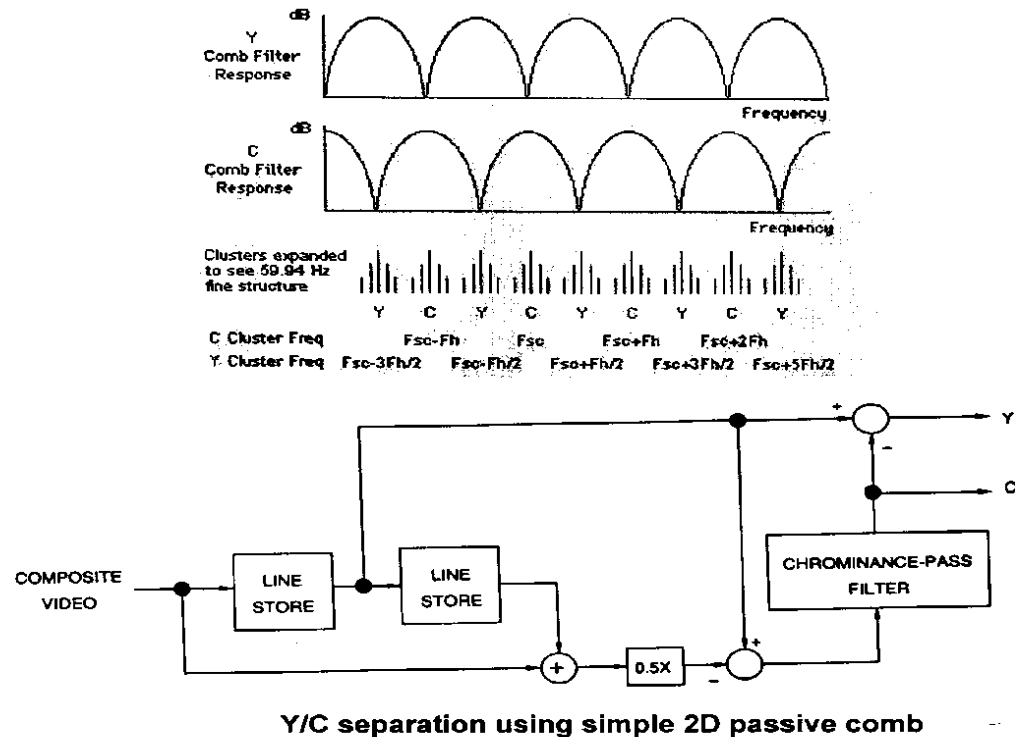 dB
Y
Comb Filter
Response
Frequency
dB
C
Comb Filter
Response
Frequency
Clusters expanded
to see 59.94 Hz
fine structure
Y C Y C Y C Y C Y
C Cluster Freq Fsc-Fh Fsc Fsc+Fh Fsc+2Fh
Y Cluster Freq Fsc-3Fh/2 Fsc-Fh/2 Fsc+Fh/2 Fsc+3Fh/2 Fsc+5Fh/2
+
Y
-
C
CHROMINANCE-PASS
FILTER
COMPOSITE
VIDEO
LINE
STORE
LINE
STORE
+
+
0.5X
-
Y/C separation using simple 2D passive comb